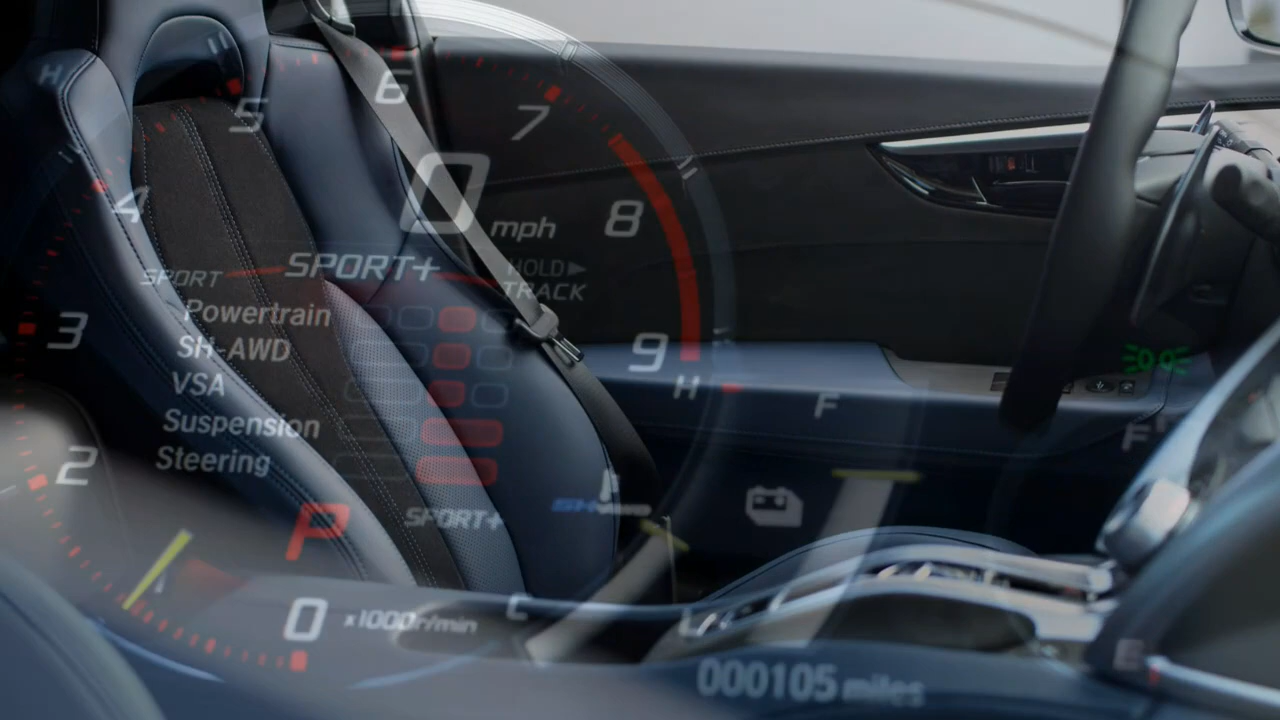 H
5
6
7
4
0 mph
8
SPORT SPORT+ HOLD
TRACK
Powertrain
3
SH-AWD
9
VSA
H
F
Suspension
F
Steering
2
P
SPORT+
SH-
0 x1000r/min
C
L
E
000105 miles